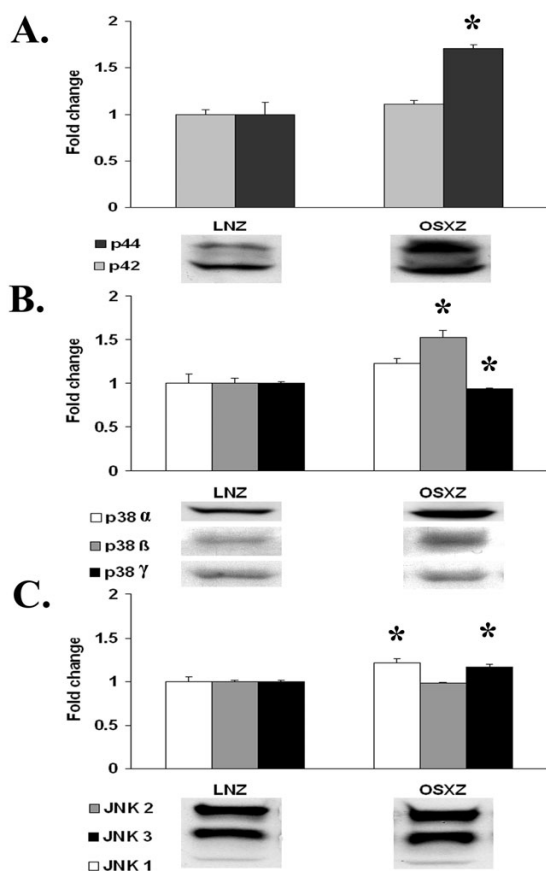 A.
*
2
1.5
1
0.5
0
Fold change
LNZ OSXZ
p44
p42
B.
*
*
2
1.5
1
0.5
0
Fold change
LNZ OSXZ
p38 α
p38 ß
p38 γ
C.
* *
2
1.5
1
0.5
0
Fold change
LNZ OSXZ
JNK 2
JNK 3
JNK 1